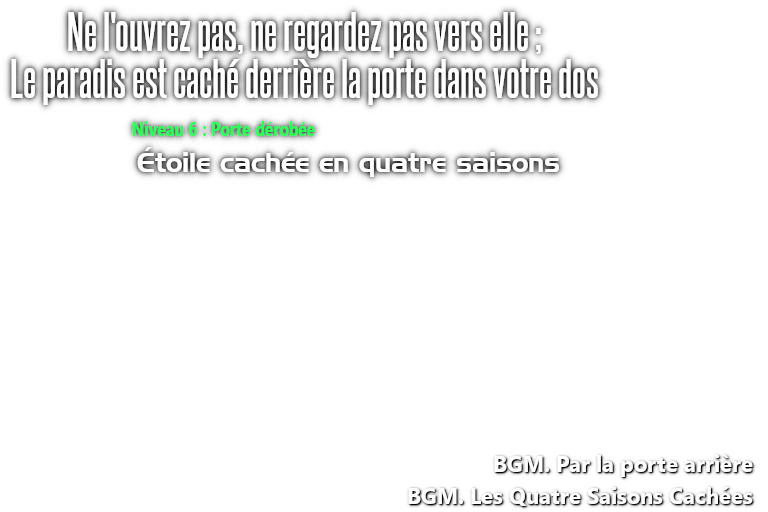 Ne l'ouvrez pas, ne regardez pas vers elle ;
Le paradis est caché derrière la porte dans votre dos
Niveau 6 : Porte dérobée
Étoile cachée en quatre saisons
BGM. Par la porte arrière
BGM. Les Quatre Saisons Cachées